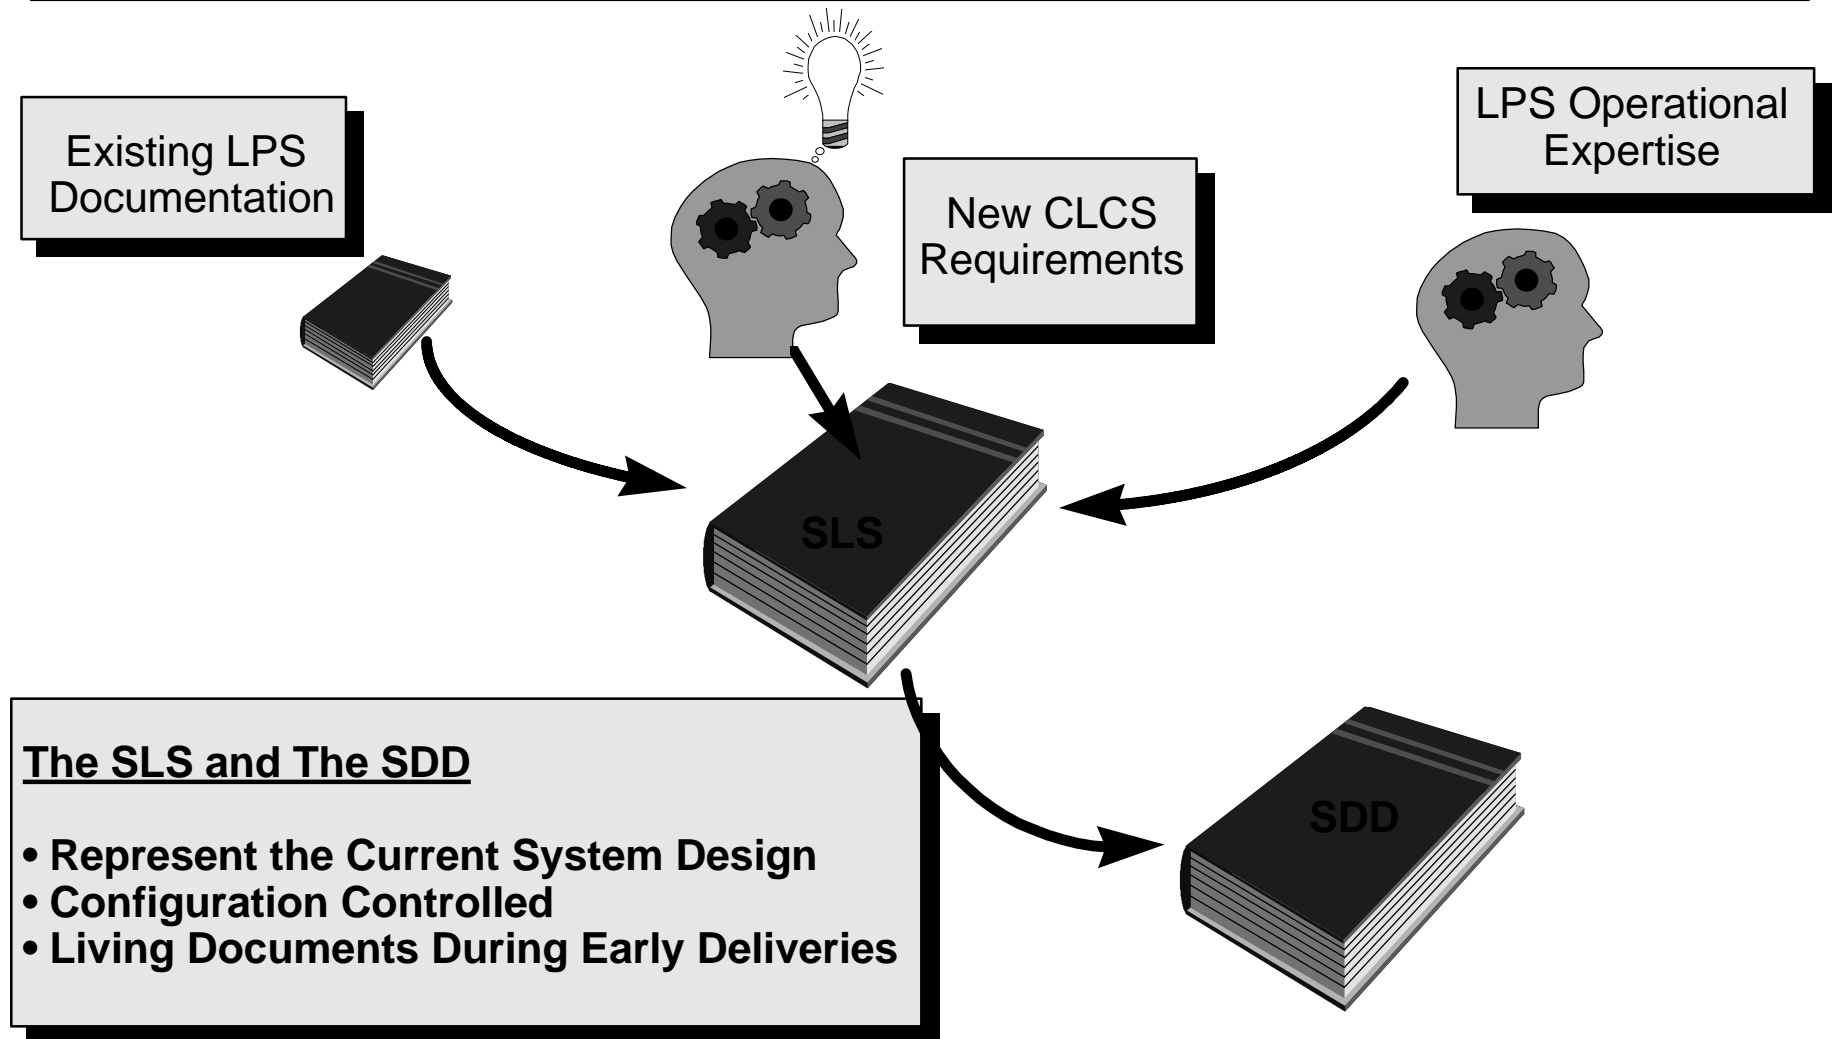 Existing LPS
Documentation
New CLCS
Requirements
LPS Operational
Expertise
SLS
The SLS and The SDD
• Represent the Current System Design
• Configuration Controlled
• Living Documents During Early Deliveries
SDD